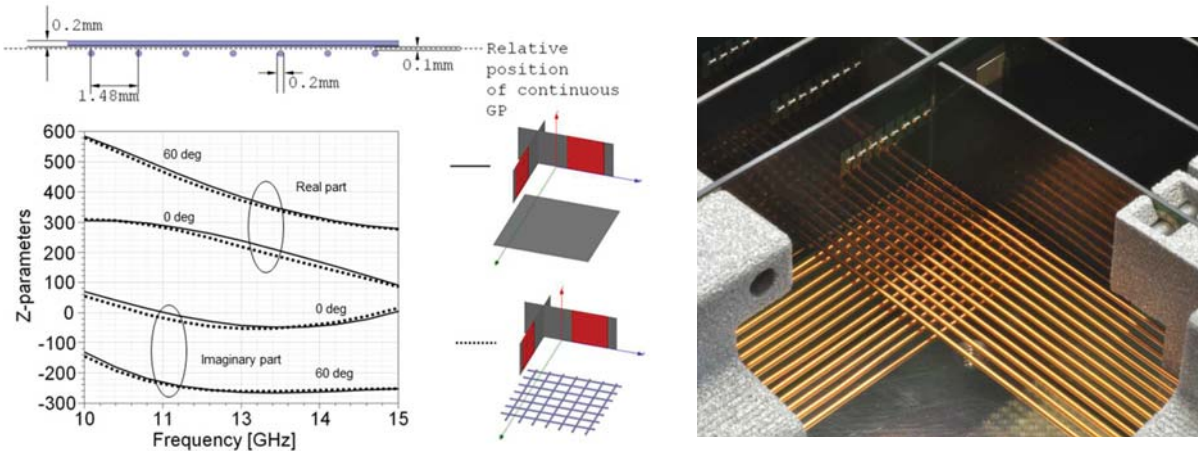 0.2mm
1.48mm
0.2mm
0.1mm
Relative
position
of continuous
GP
600
500
400
300
200
100
0
-100
-200
-300
Z-parameters
60 deg
Real part
0 deg
0 deg
Imaginary part
60 deg
10
11
13
13
14
15
Frequency [GHz]